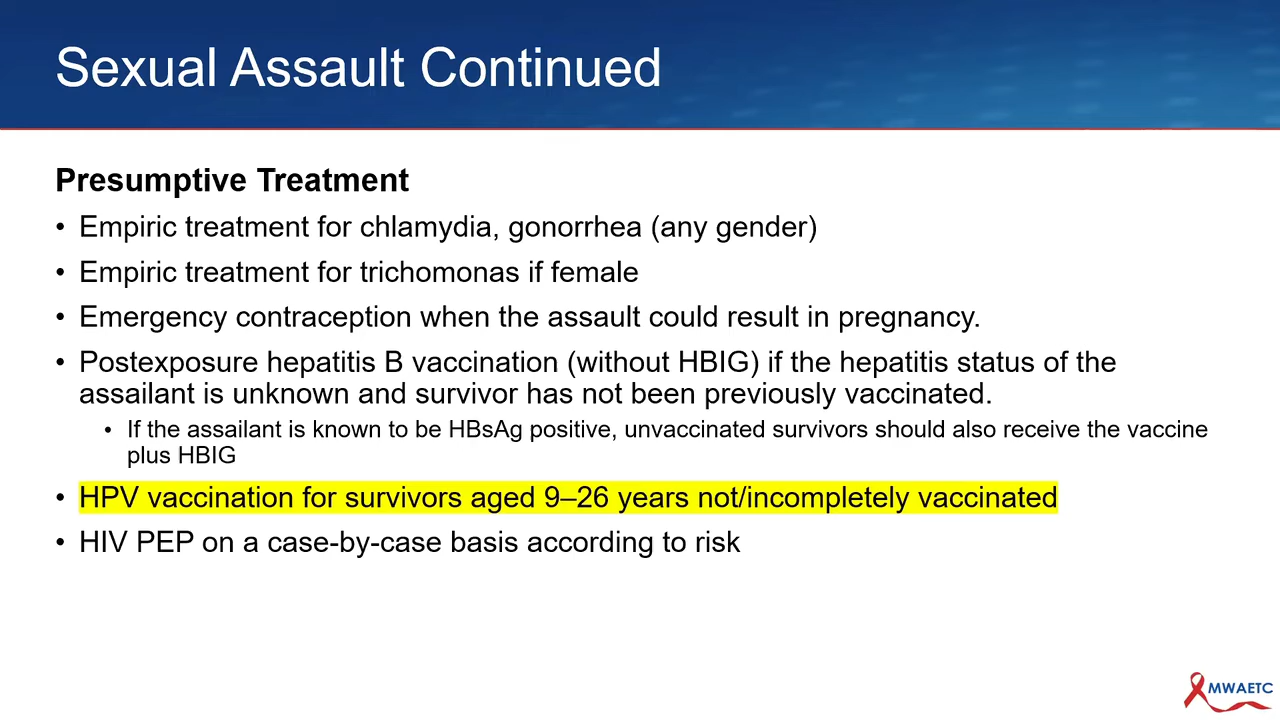 Sexual Assault Continued
Presumptive Treatment
• Empiric treatment for chlamydia, gonorrhea (any gender)
• Empiric treatment for trichomonas if female
• Emergency contraception when the assault could result in pregnancy.
• Postexposure hepatitis B vaccination (without HBIG) if the hepatitis status of the
assailant is unknown and survivor has not been previously vaccinated.
• If the assailant is known to be HBsAg positive, unvaccinated survivors should also receive the vaccine
plus HBIG
• HPV vaccination for survivors aged 9–26 years not/incompletely vaccinated
• HIV PEP on a case-by-case basis according to risk
MWAETC